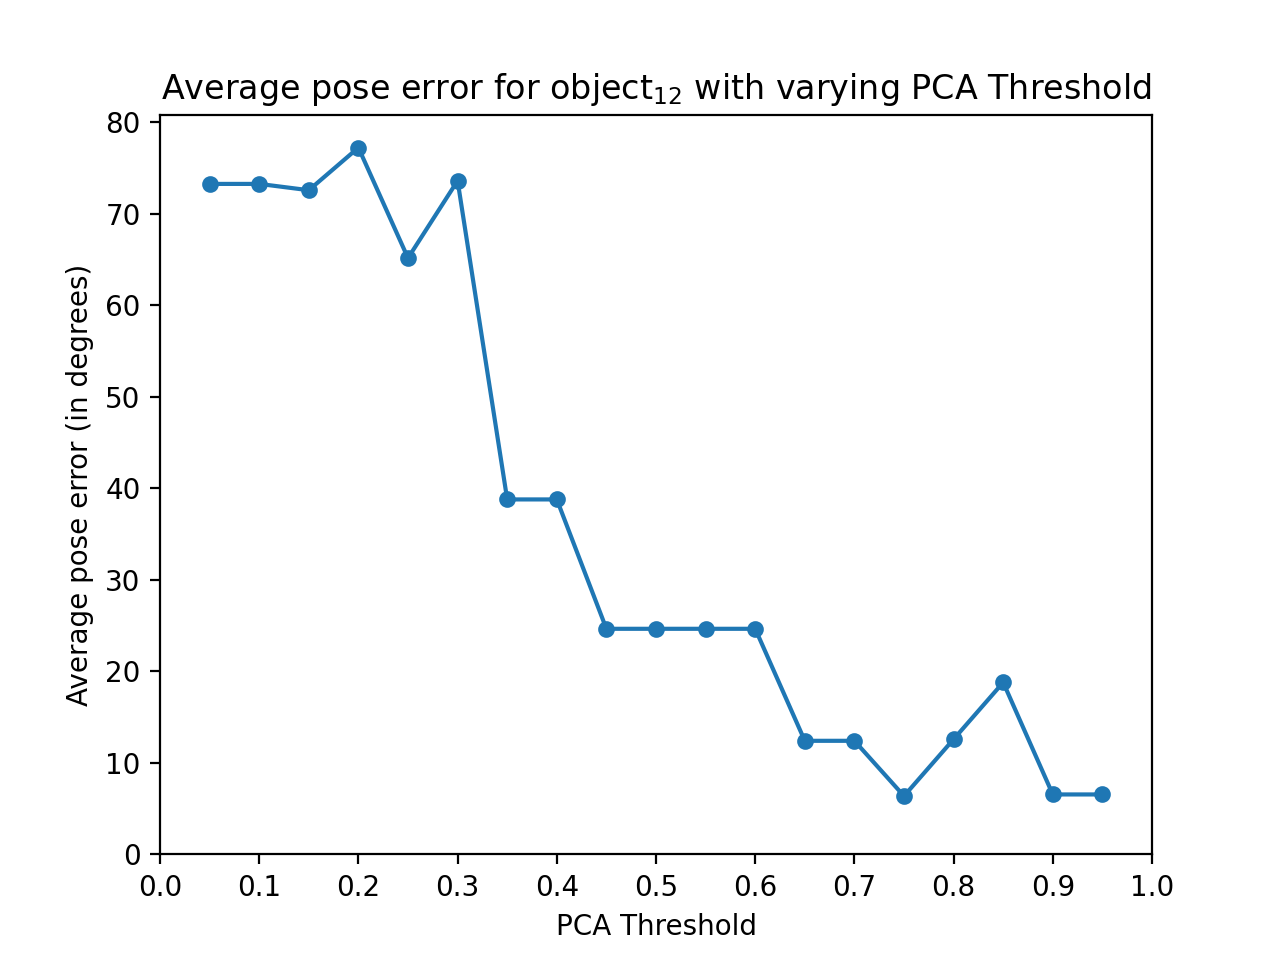 Average pose error for object₁₂ with varying PCA Threshold
80
70
60
50
40
30
20
10
0
Average pose error (in degrees)
0.0 0.1 0.2 0.3 0.4 0.5 0.6 0.7 0.8 0.9 1.0
PCA Threshold